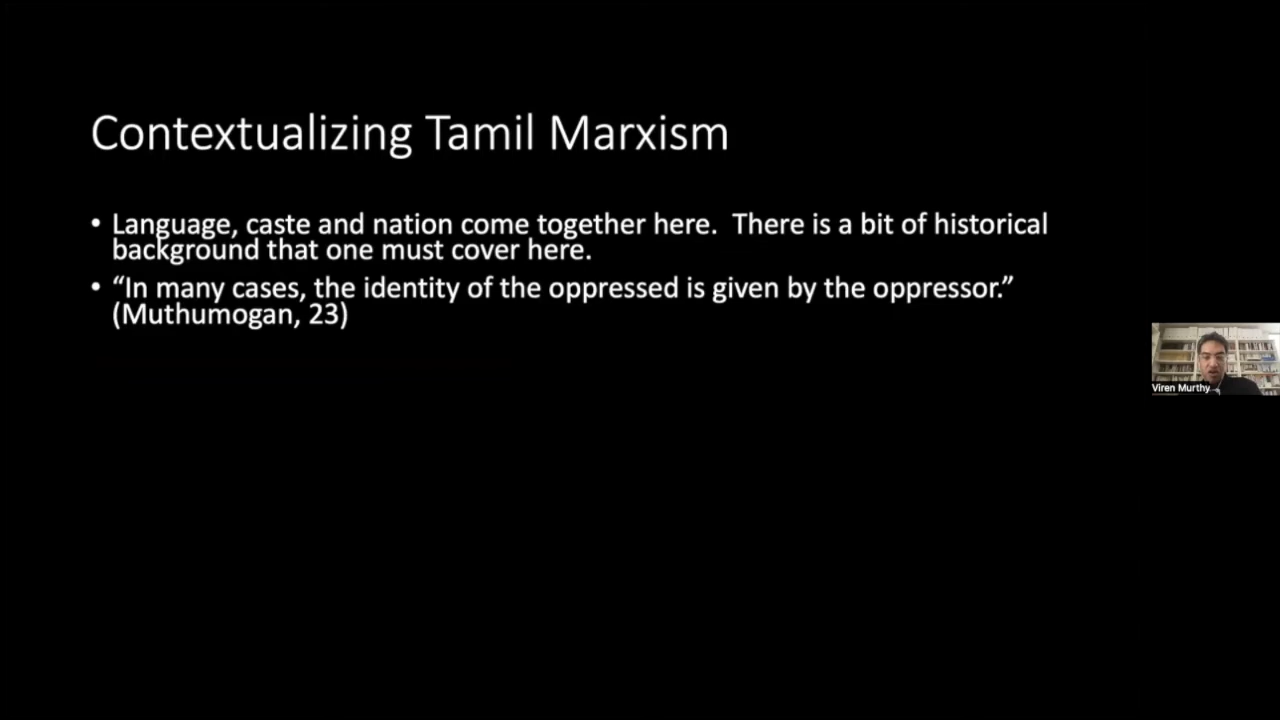 Contextualizing Tamil Marxism
• Language, caste and nation come together here.  There is a bit of historical
background that one must cover here.
• “In many cases, the identity of the oppressed is given by the oppressor.”
(Muthumogan, 23)
Viren Murthy